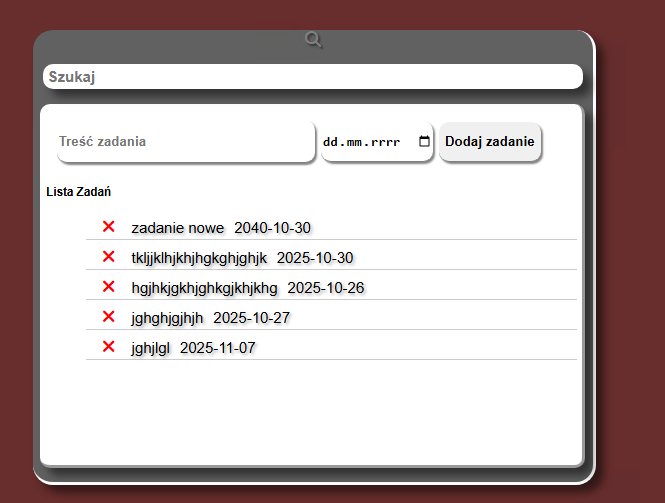 Szukaj
Treść zadania dd.mm.rrrr Dodaj zadanie
Lista Zadań
zadanie nowe 2040-10-30
tkljjklhjkhjhgkghjghjk 2025-10-30
hgjhkjgkhjghkgjkhjkhg 2025-10-26
jghghjgjhjh 2025-10-27
jghjlgl 2025-11-07